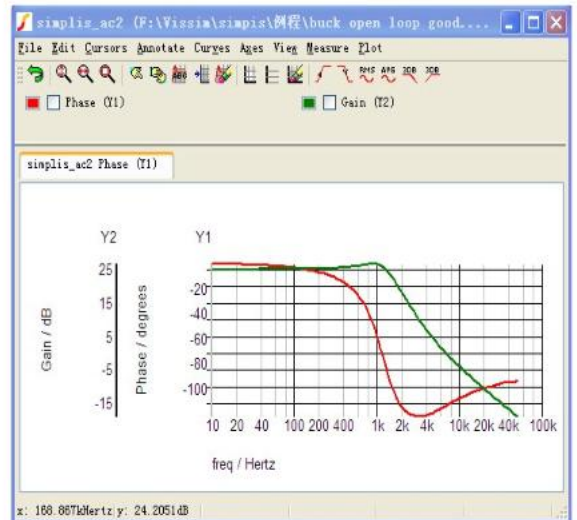 simplis_ac2 (F:\Vissim\simpis\例程\buck open loop good....
File Edit Cursors Annotate Curves Axes View Measure Plot
RMS
Phase (Y1)
Gain (Y2)
simplis_ac2 Phase (Y1)
Y2
Y1
25
15
5
-5
-15
Gain / dB
-20
-40
-60
-80
-100
Phase / degrees
10 20 40 100 200 400 1k 2k 4k 10k 20k 40k 100k
freq / Hertz
x: 168.867kHertz y: 24.2051dB